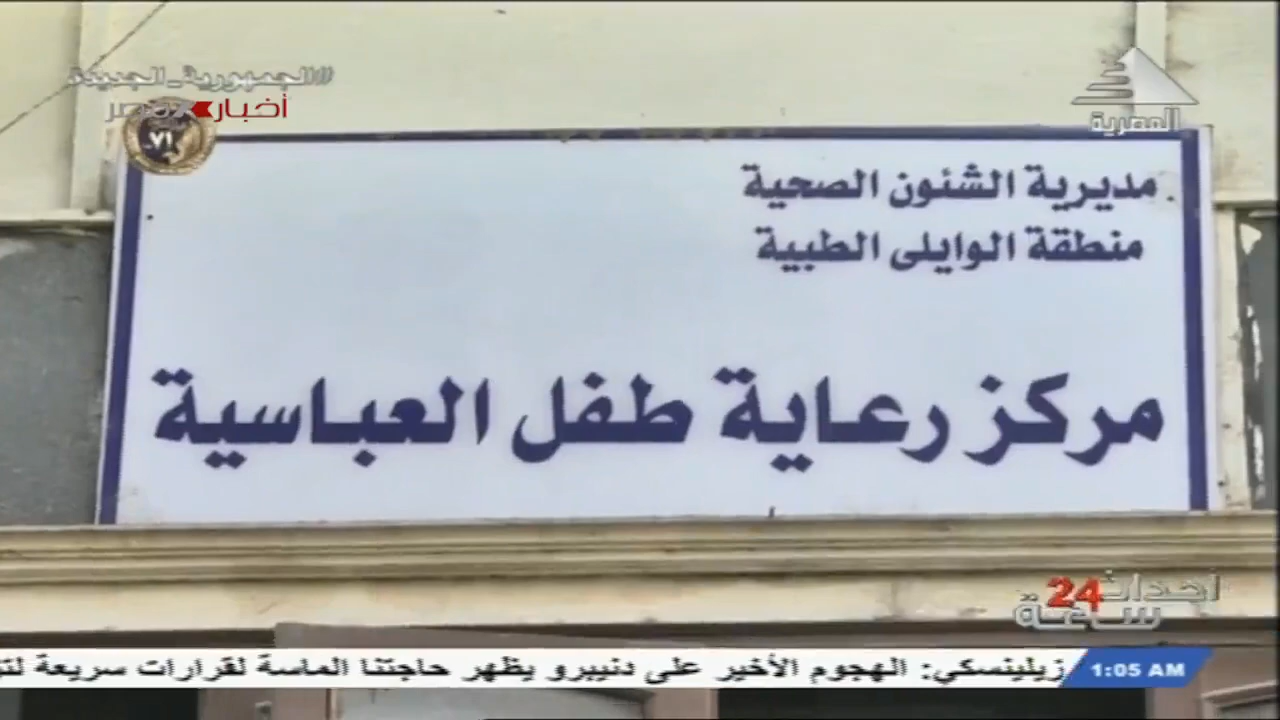 #الجمهورية_الجديدة
أخبار مصر
٧١
المصرية
مديرية الشئون الصحية
منطقة الوايلى الطبية
مركز رعاية طفل العباسية
أحداث 24 ساعة
زيلينسكي: الهجوم الأخير على دنيبرو يظهر حاجتنا الماسة لقرارات سريعة
1:05 AM